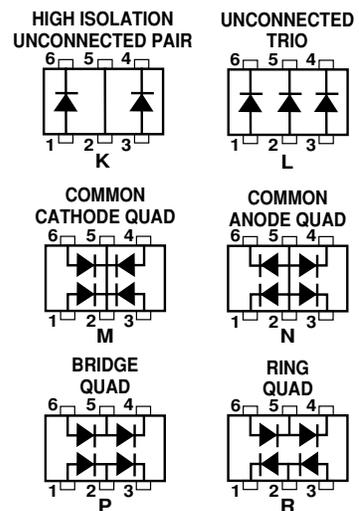 HIGH ISOLATION
UNCONNECTED PAIR
6 5 4
1 2 3
K
UNCONNECTED
TRIO
6 5 4
1 2 3
L
COMMON
CATHODE QUAD
6 5 4
1 2 3
M
COMMON
ANODE QUAD
6 5 4
1 2 3
N
BRIDGE
QUAD
6 5 4
1 2 3
P
RING
QUAD
6 5 4
1 2 3
R